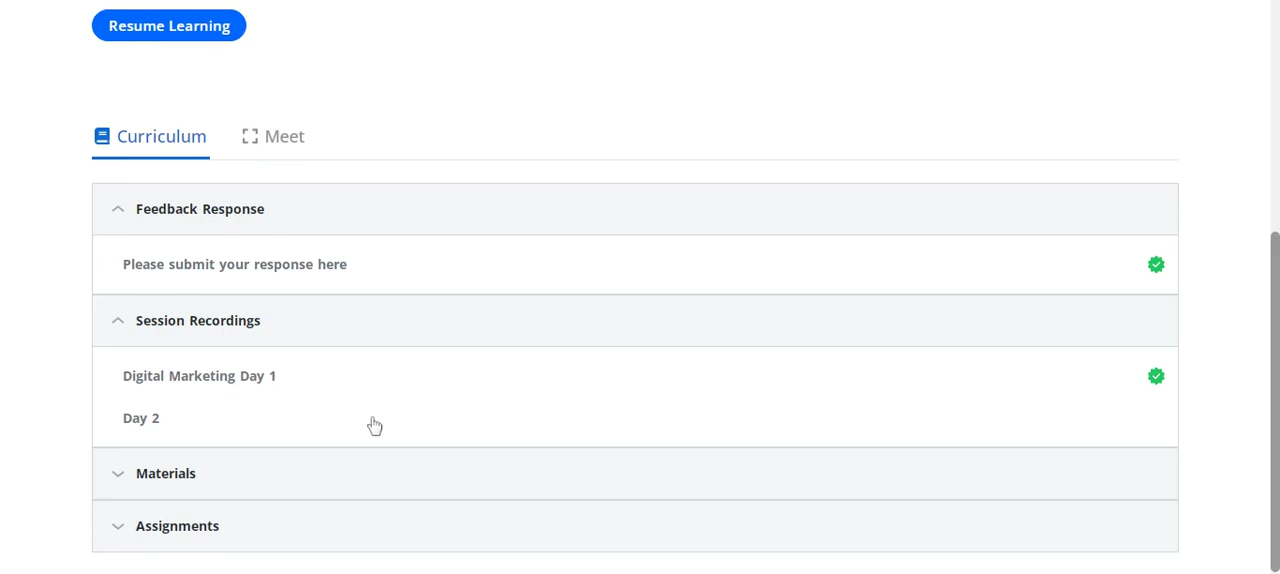 Resume Learning
Curriculum
Meet
Feedback Response
Please submit your response here
Session Recordings
Digital Marketing Day 1
Day 2
Materials
Assignments